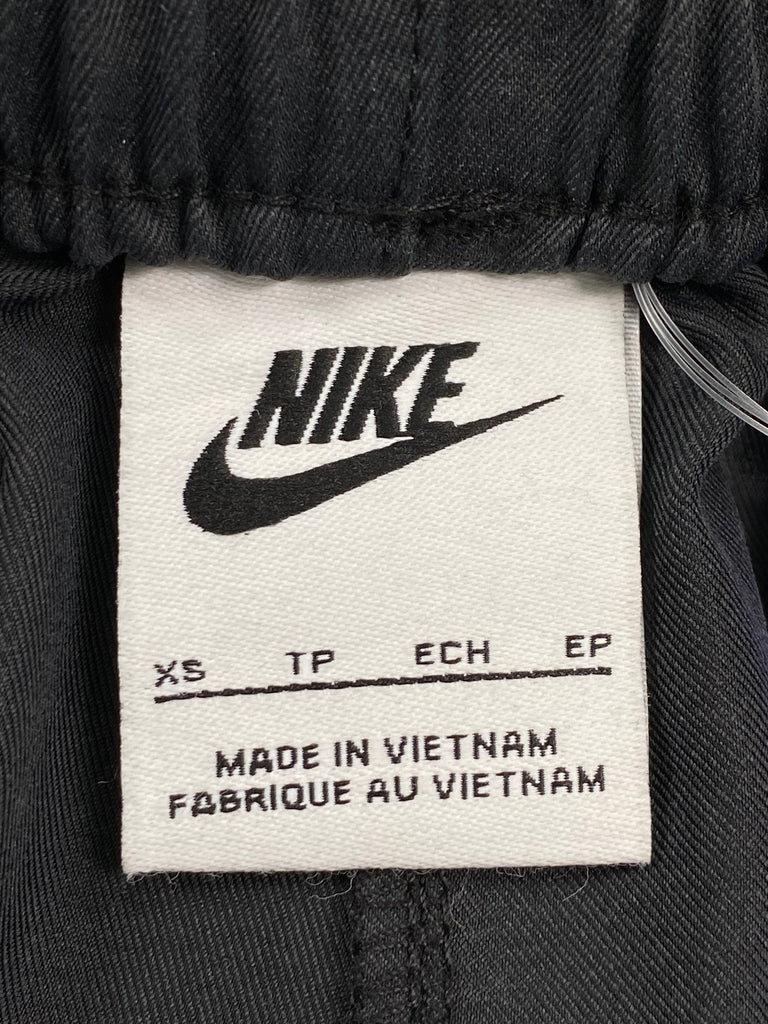 NIKE
XS TP ECH EP
MADE IN VIETNAM
FABRIQUE AU VIETNAM